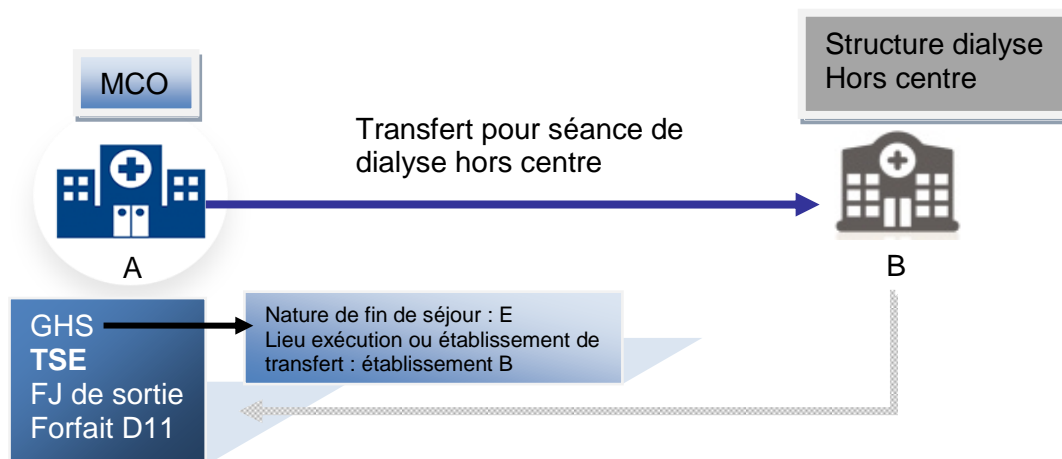 MCO
Structure dialyse
Hors centre
Transfert pour séance de
dialyse hors centre
A
B
GHS
TSE
FJ de sortie
Forfait D11
Nature de fin de séjour : E
Lieu exécution ou établissement de
transfert : établissement B